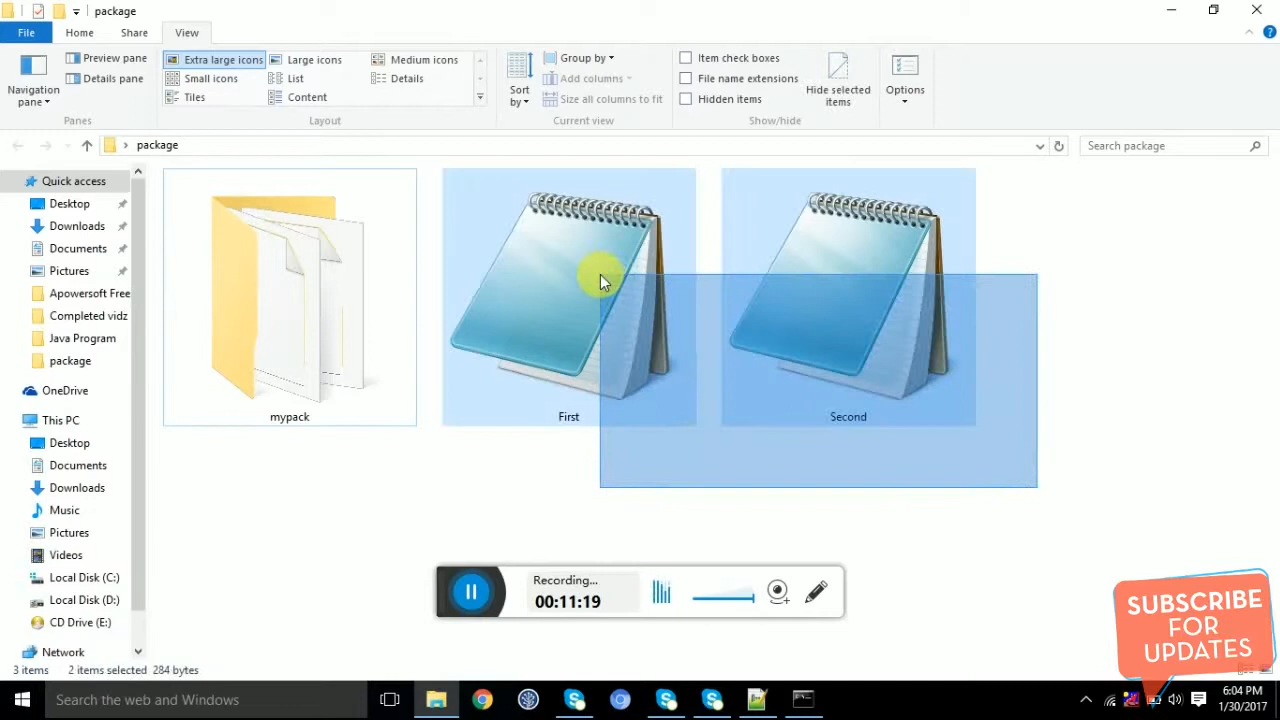 package
File
Home
Share
View
Navigation pane
Preview pane
Details pane
Panes
Extra large icons
Large icons
Medium icons
Small icons
List
Details
Tiles
Content
Layout
Sort by
Group by
Add columns
Size all columns to fit
Current view
Item check boxes
File name extensions
Hidden items
Hide selected items
Show/hide
Options
package
Search package
Quick access
Desktop
Downloads
Documents
Pictures
Apowersoft Free
Completed vidz
Java Program
package
OneDrive
This PC
Desktop
Documents
Downloads
Music
Pictures
Videos
Local Disk (C:)
Local Disk (D:)
CD Drive (E:)
Network
mypack
First
Second
Recording...
00:11:19
SUBSCRIBE
FOR
UPDATES
3 items
2 items selected 284 bytes
Search the web and Windows
6:04 PM
1/30/2017